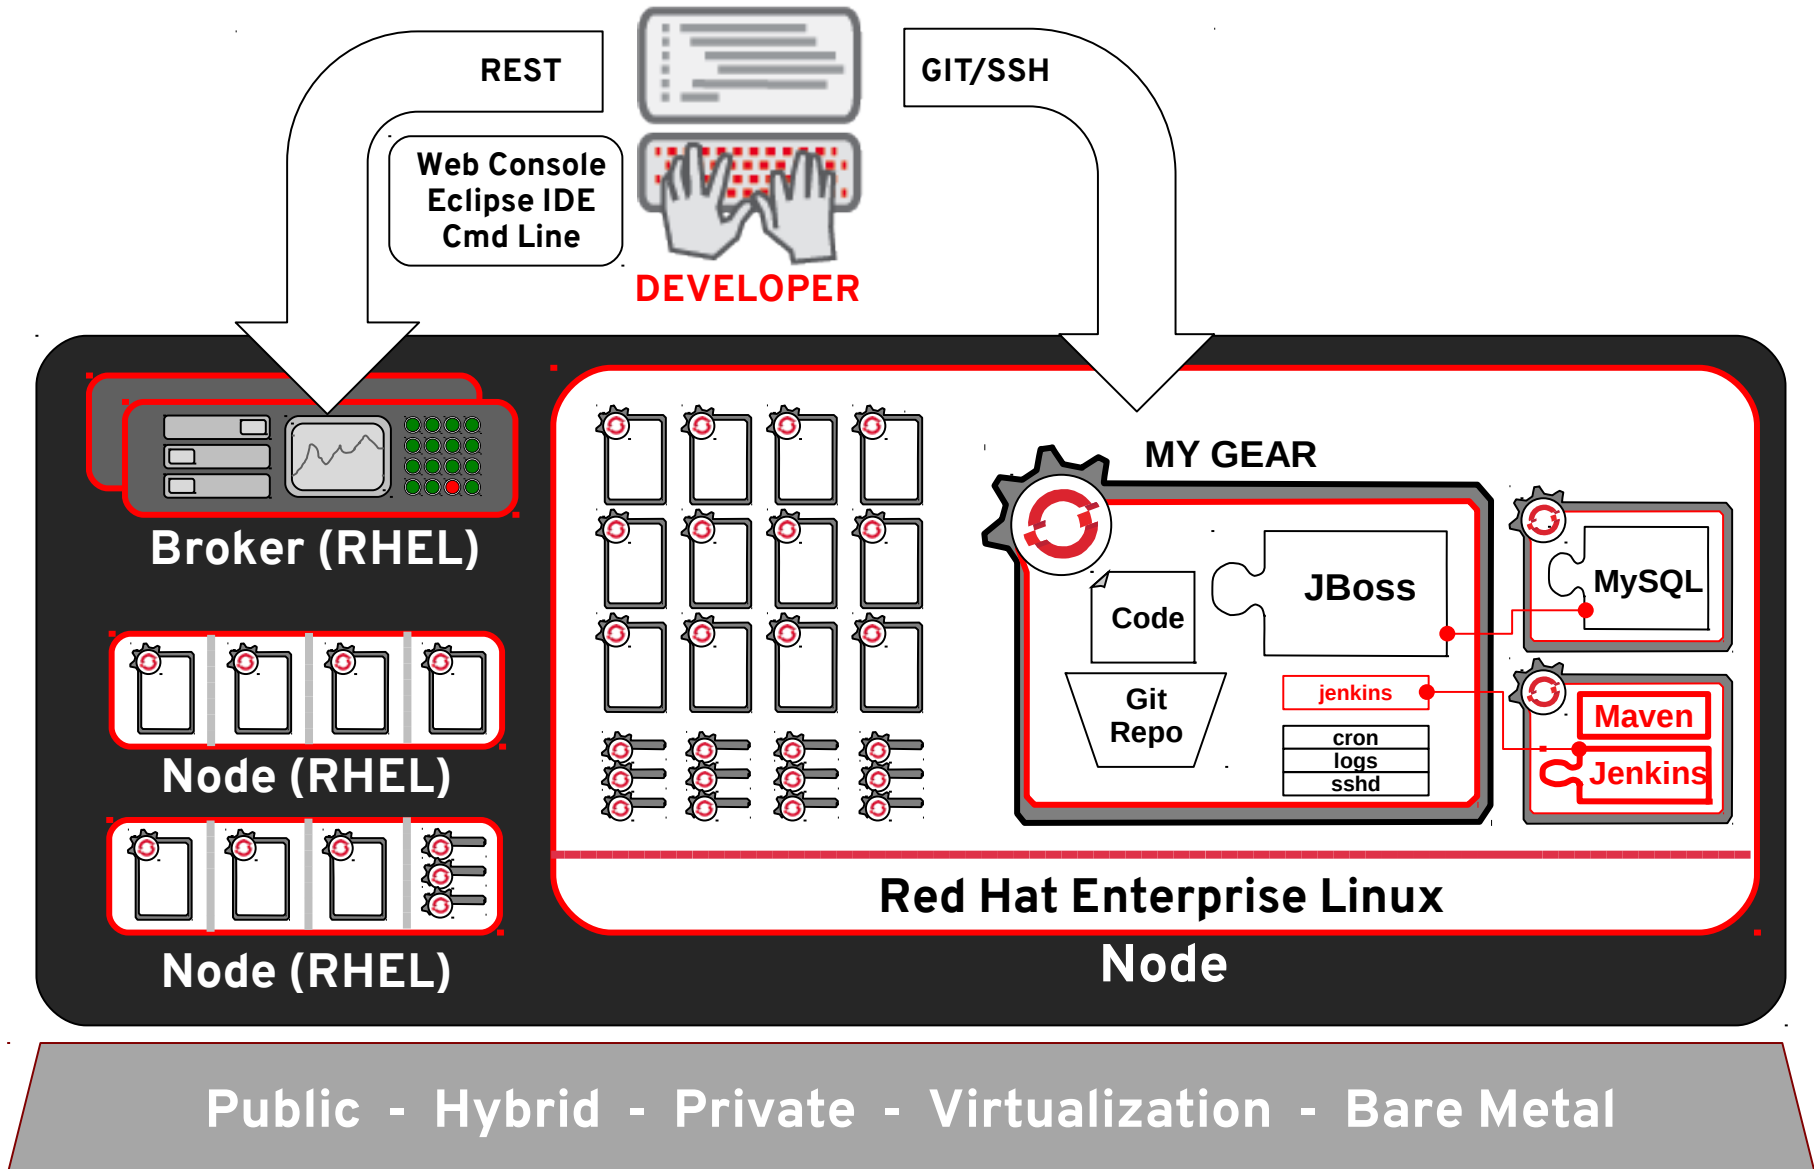 REST
GIT/SSH
Web Console
Eclipse IDE
Cmd Line
DEVELOPER
Broker (RHEL)
Node (RHEL)
Node (RHEL)
MY GEAR
Code
JBoss
Git
Repo
jenkins
cron
logs
sshd
MySQL
Maven
Jenkins
Red Hat Enterprise Linux
Node
Public - Hybrid - Private - Virtualization - Bare Metal